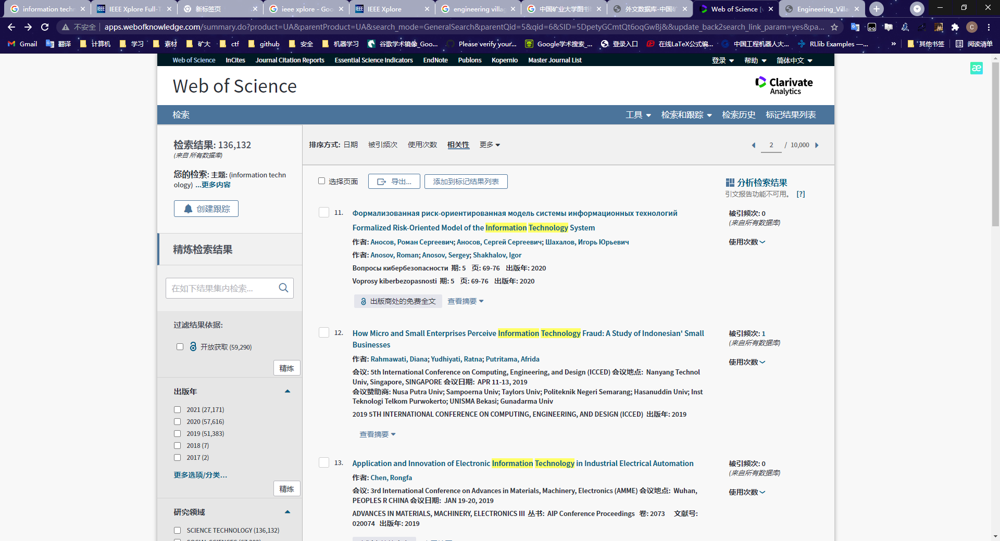 information techn
IEEE Xplore Full-T
新标签页
ieee xplore - Goo
IEEE Xplore
engineering villag
中国矿业大学图书
外文数据库-中国矿
Web of Science [v
Engineering_Villa
不安全 apps.webofknowledge.com/summary.do?product=UA&parentProduct=UA&search_mode=GeneralSearch&parentQid=5&qid=6&SID=5DpetyGCmtQt6oqGwBj&&update_back2search_link_param=yes&pa...
C
Gmail 翻译 计算机 学习 素材 矿大 ctf github 安全 机器学习 谷歌学术镜像_Goo... Please verify your... Google学术搜索_... 登录入口 在线LaTeX公式编... 中国工程机器人大... RLlib Examples —... » 其他书签 阅读清单
Web of Science InCites Journal Citation Reports Essential Science Indicators EndNote Publons Kopernio Master Journal List 登录 帮助 简体中文
æ
Web of Science
Clarivate
Analytics
检索 工具 检索和跟踪 检索历史 标记结果列表
检索结果: 136,132
(来自 所有数据库)
您的检索: 主题: (information techn
ology) ...更多内容
创建跟踪
精炼检索结果
在如下结果集内检索...
过滤结果依据:
开放获取 (59,290)
精炼
出版年
2021 (27,171)
2020 (57,616)
2019 (51,383)
2018 (7)
2017 (2)
更多选项/分类...
精炼
研究领域
SCIENCE TECHNOLOGY (136,132)
排序方式: 日期 被引频次 使用次数 相关性 更多
2 / 10,000
选择页面 导出... 添加到标记结果列表
分析检索结果
引文报告功能不可用。 [?]
11. Формализованная риск-ориентированная модель системы информационных технологий
Formalized Risk-Oriented Model of the Information Technology System
作者: Аносов, Роман Сергеевич; Аносов, Сергей Сергеевич; Шахалов, Игорь Юрьевич
作者: Anosov, Roman; Anosov, Sergey; Shakhalov, Igor
Вопросы кибербезопасности 期: 5 页: 69-76 出版年: 2020
Voprosy kiberbezopasnosti 期: 5 页: 69-76 出版年: 2020
出版商处的免费全文 查看摘要
被引频次: 0
(来自所有数据库)
使用次数
12. How Micro and Small Enterprises Perceive Information Technology Fraud: A Study of Indonesian' Small
Businesses
作者: Rahmawati, Diana; Yudhiyati, Ratna; Putritama, Afrida
会议: 5th International Conference on Computing, Engineering, and Design (ICCED) 会议地点: Nanyang Technol
Univ, Singapore, SINGAPORE 会议日期: APR 11-13, 2019
会议赞助商: Nusa Putra Univ; Sampoerna Univ; Taylors Univ; Politeknik Negeri Semarang; Hasanuddin Univ; Inst
Teknologi Telkom Purwokerto; UNISMA Bekasi; Gunadarma Univ
2019 5TH INTERNATIONAL CONFERENCE ON COMPUTING, ENGINEERING, AND DESIGN (ICCED) 出版年: 2019
查看摘要
被引频次: 1
(来自所有数据库)
使用次数
13. Application and Innovation of Electronic Information Technology in Industrial Electrical Automation
作者: Chen, Rongfa
会议: 3rd International Conference on Advances in Materials, Machinery, Electronics (AMME) 会议地点: Wuhan,
PEOPLES R CHINA 会议日期: JAN 19-20, 2019
ADVANCES IN MATERIALS, MACHINERY, ELECTRONICS III 丛书: AIP Conference Proceedings 卷: 2073 文献号:
020074 出版年: 2019
被引频次: 0
(来自所有数据库)
使用次数